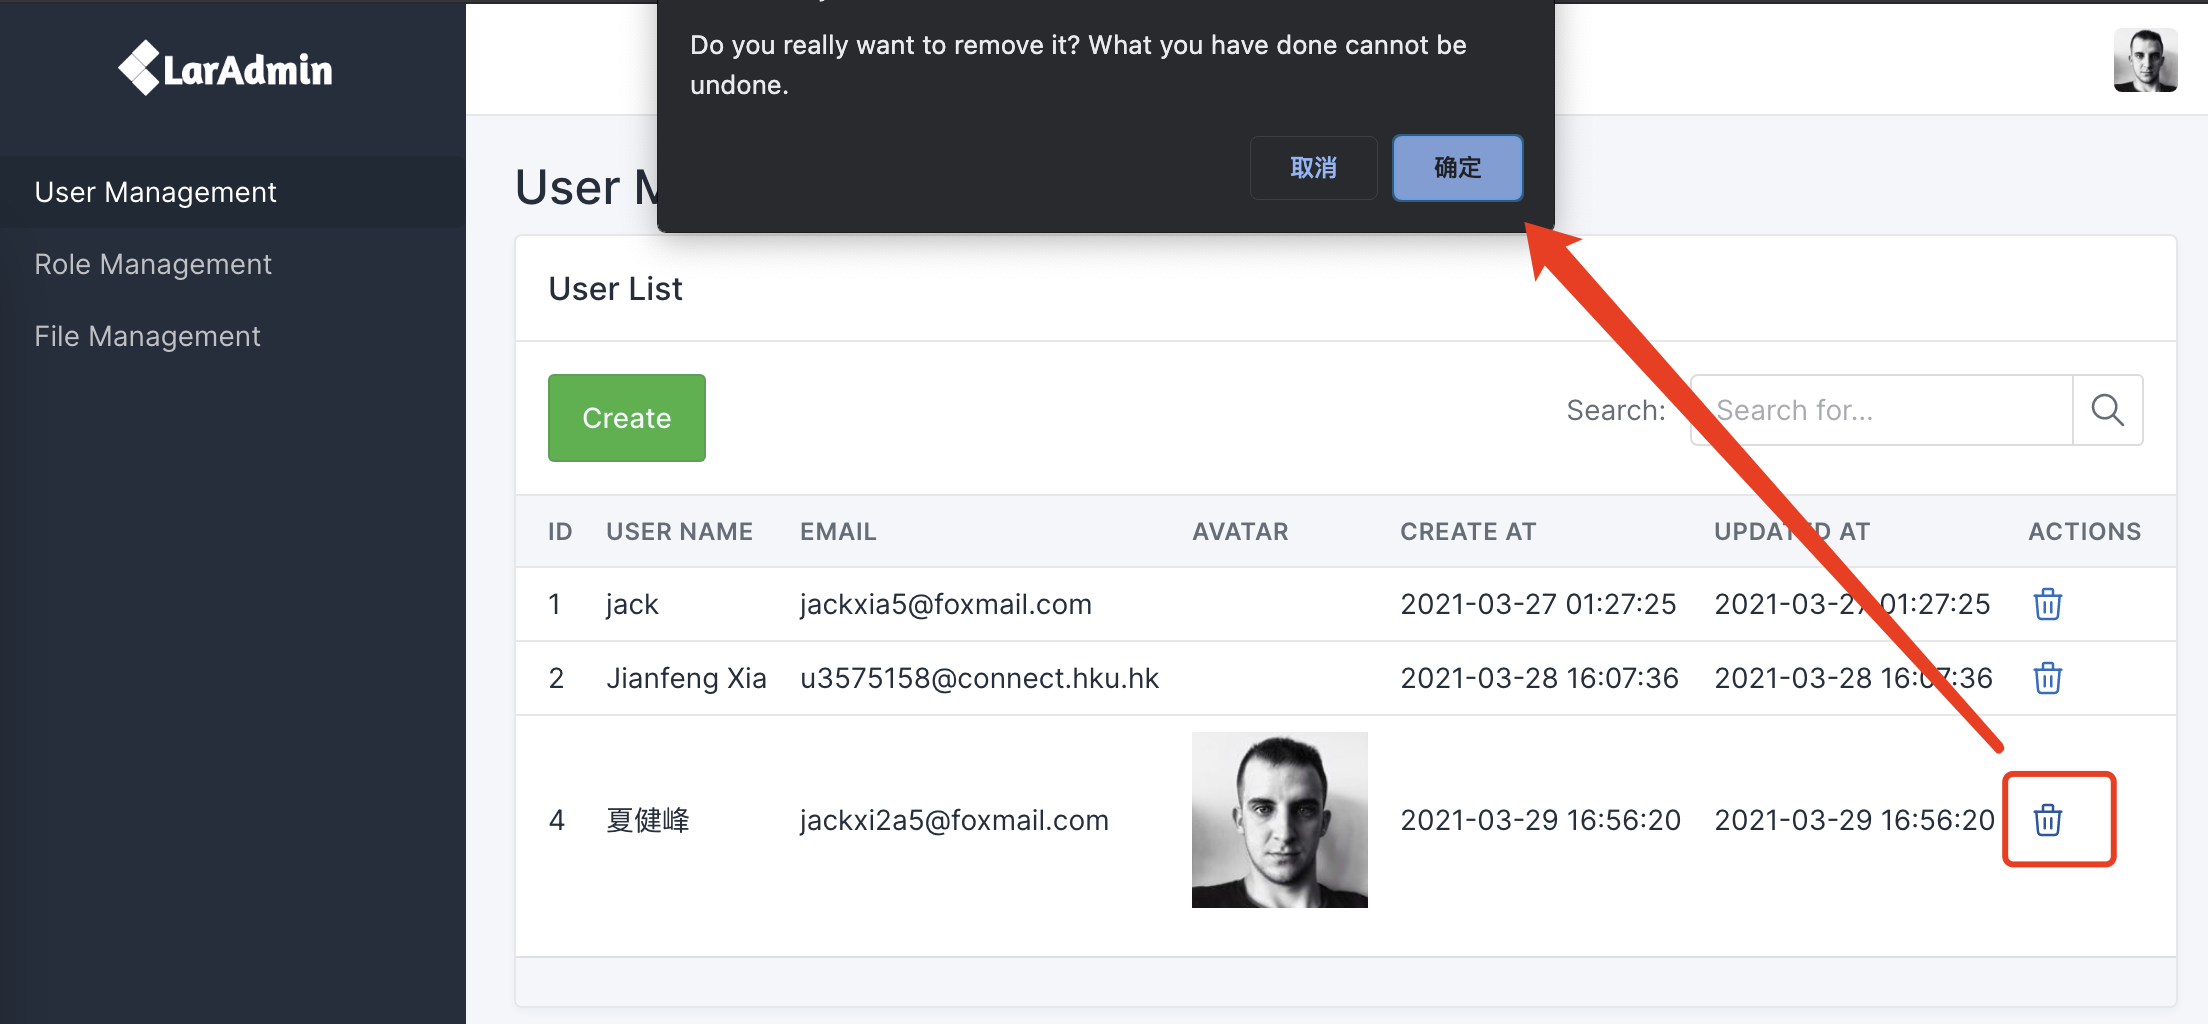 LarAdmin
User Management
Role Management
File Management
Do you really want to remove it? What you have done cannot be
undone.
取消 确定
User
User List
Create
Search: Search for...
ID USER NAME EMAIL AVATAR CREATE AT UPDATED AT ACTIONS
1 jack jackxia5@foxmail.com 2021-03-27 01:27:25 2021-03-27 01:27:25
2 Jianfeng Xia u3575158@connect.hku.hk 2021-03-28 16:07:36 2021-03-28 16:07:36
4 夏健峰 jackxi2a5@foxmail.com 2021-03-29 16:56:20 2021-03-29 16:56:20